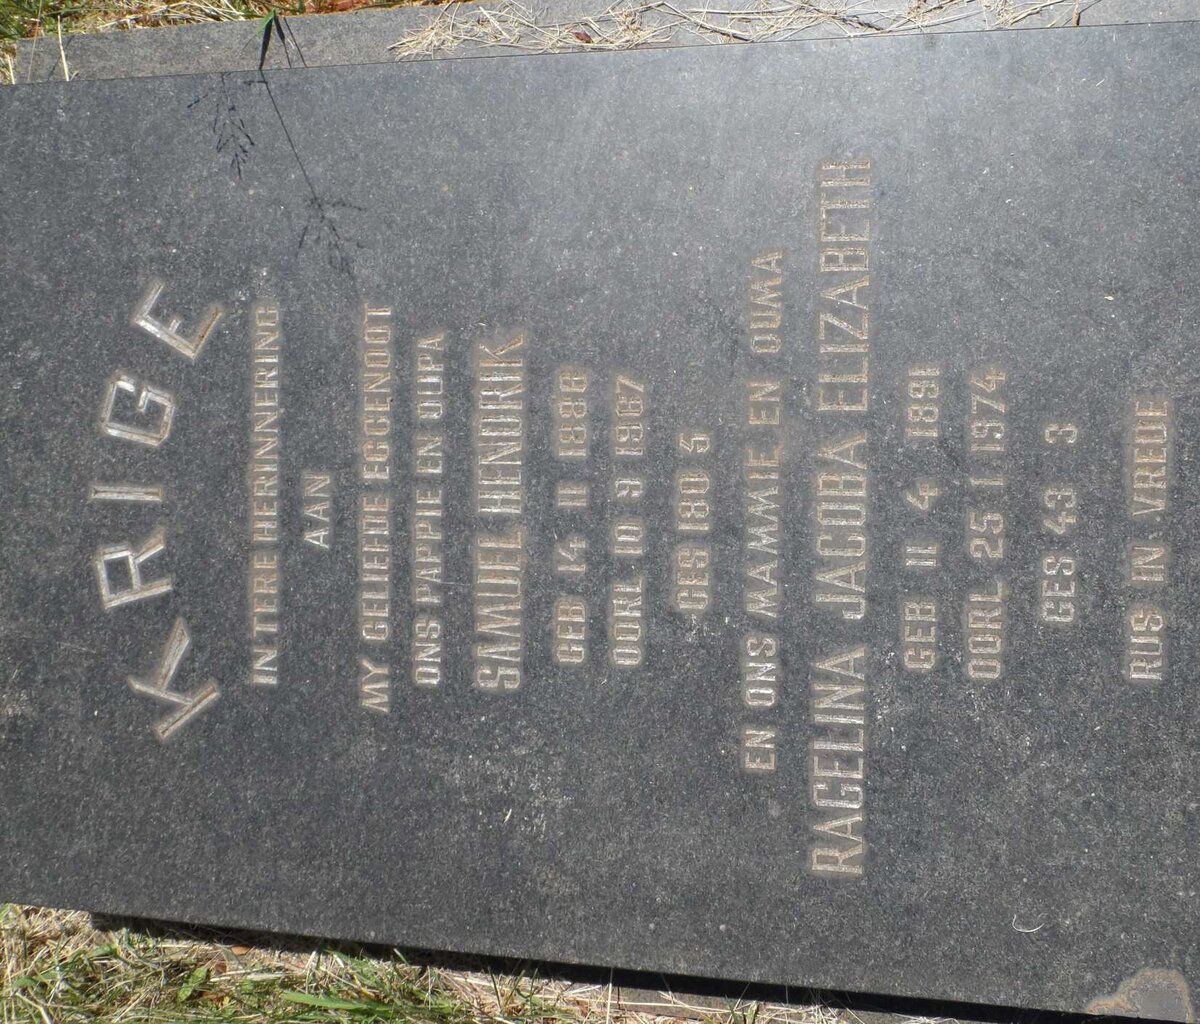 KRIGE
IN TERE HERINNERING
AAN
MY GELIEFDE EGGENOOT
ONS PAPPIE EN OUPA
SAMUEL HENDRIK
GEB 14 11 1888
OORL 10 9 1967
GES 180 5
EN ONS MAMMIE EN OUMA
RAGELINA JACOBA ELIZABETH
GEB 11 4 1891
OORL 25 1 1974
GES 43 3
RUS IN VREDE